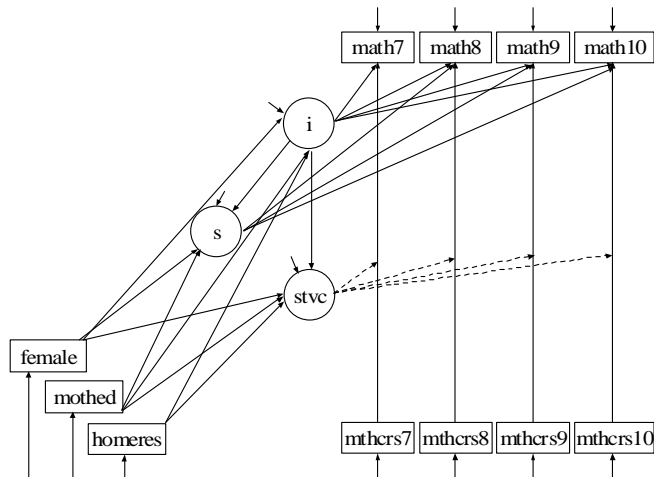 math7 math8 math9 math10
i
s
stvc
female
mothed
homeres
mthcrs7 mthcrs8 mthcrs9 mthcrs10